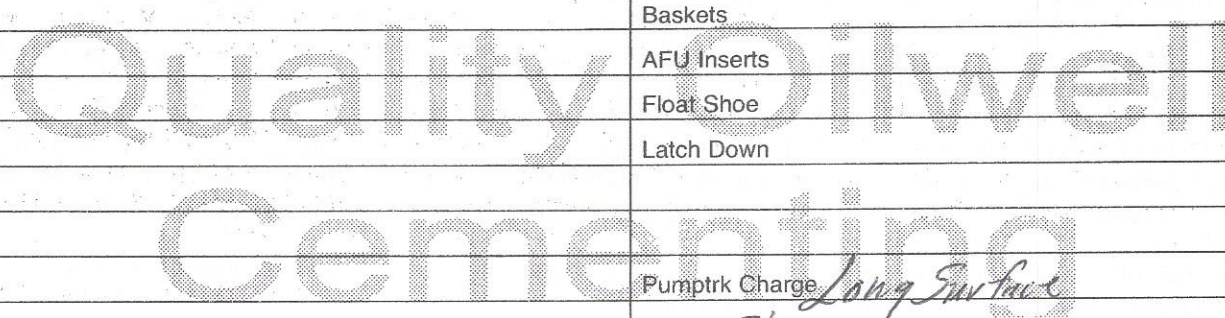 Baskets
Quality Oilwell
AFU Inserts
Float Shoe
Latch Down
Cementing
Pumptrk Charge Long Surface